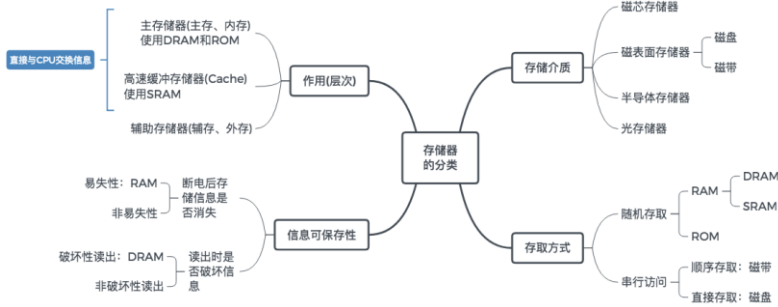 存储器
的分类
作用(层次)
主存储器(主存、内存)
使用DRAM和ROM
高速缓冲存储器(Cache)
使用SRAM
直接与CPU交换信息
辅助存储器(辅存、外存)
信息可保存性
断电后存
储信息是
否消失
易失性：RAM
非易失性
读出时是
否破坏信
息
破坏性读出：DRAM
非破坏性读出
存储介质
磁芯存储器
磁表面存储器
磁盘
磁带
半导体存储器
光存储器
存取方式
随机存取
RAM
DRAM
SRAM
ROM
串行访问
顺序存取：磁带
直接存取：磁盘